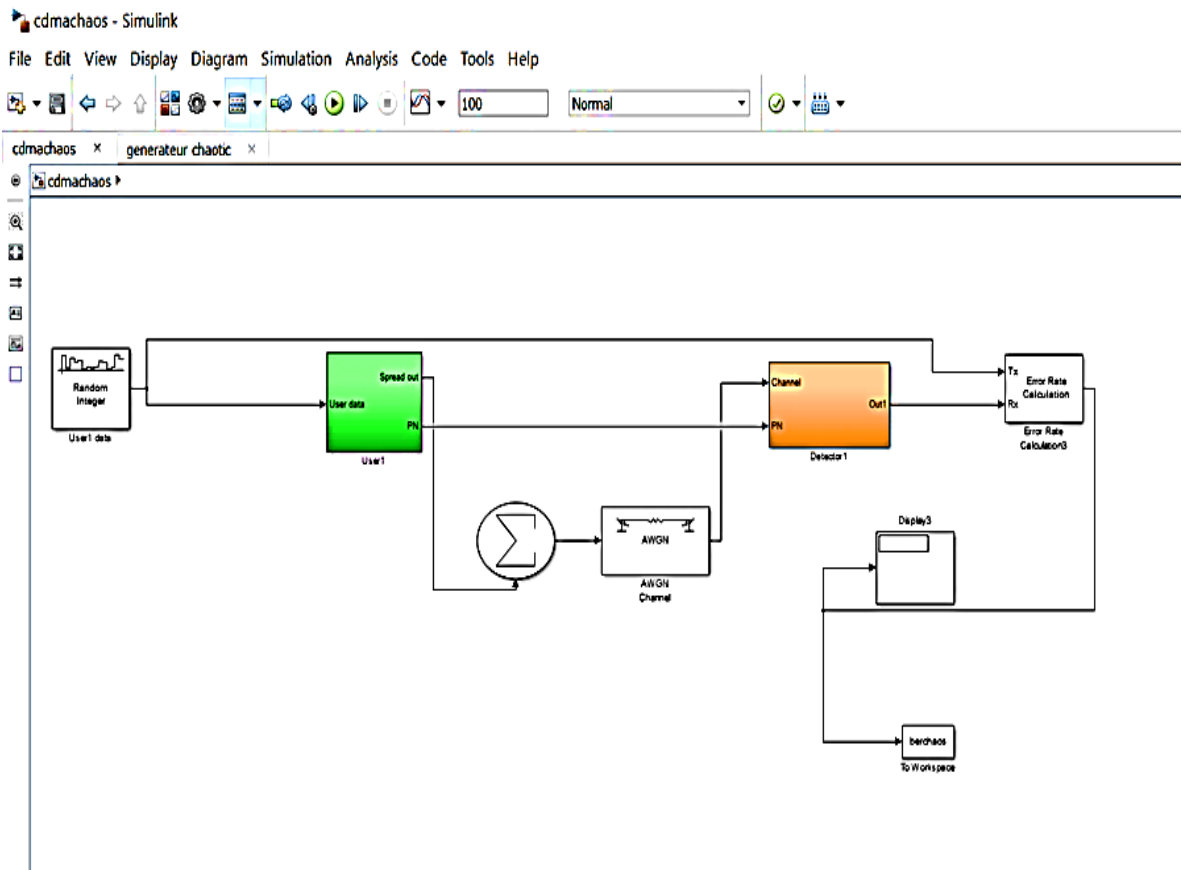 cdmachaos - Simulink
File Edit View Display Diagram Simulation Analysis Code Tools Help
100
Normal
cdmachaos ×
generateur chaotic ×
cdmachaos
Random
Integer
User1 data
Spread out
User data
PN
User1
AWGN
AWGN
Channel
Channel
Out1
PN
Detector1
Tx
Rx
Error Rate
Calculation
Error Rate
Calculation3
Display3
berchaos
To Workspace